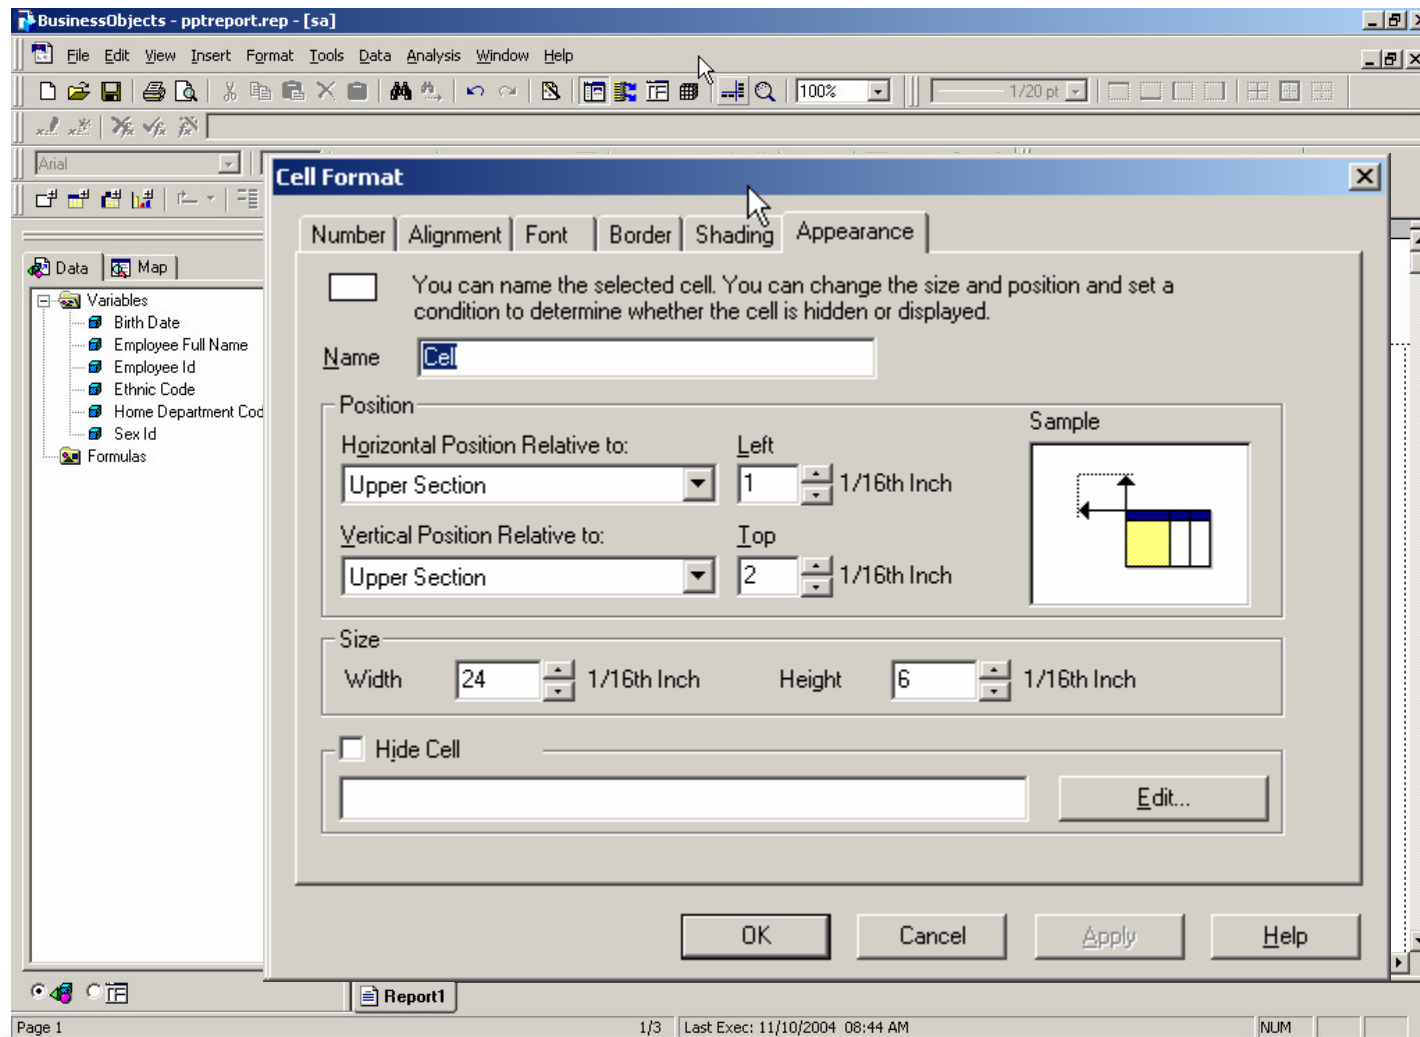 BusinessObjects - pptreport.rep - [sa]
File Edit View Insert Format Tools Data Analysis Window Help
100% 1/20 pt
Arial
Cell Format
Number Alignment Font Border Shading Appearance
Data Map
You can name the selected cell. You can change the size and position and set a
condition to determine whether the cell is hidden or displayed.
Variables
Birth Date
Employee Full Name
Employee Id
Ethnic Code
Home Department Cod
Sex Id
Formulas
Name Cell
Position
Sample
Horizontal Position Relative to: Left
Upper Section 1 1/16th Inch
Vertical Position Relative to: Top
Upper Section 2 1/16th Inch
Size
Width 24 1/16th Inch Height 6 1/16th Inch
Hide Cell
Edit...
OK Cancel Apply Help
Report1
Page 1 1/3 Last Exec: 11/10/2004 08:44 AM NUM